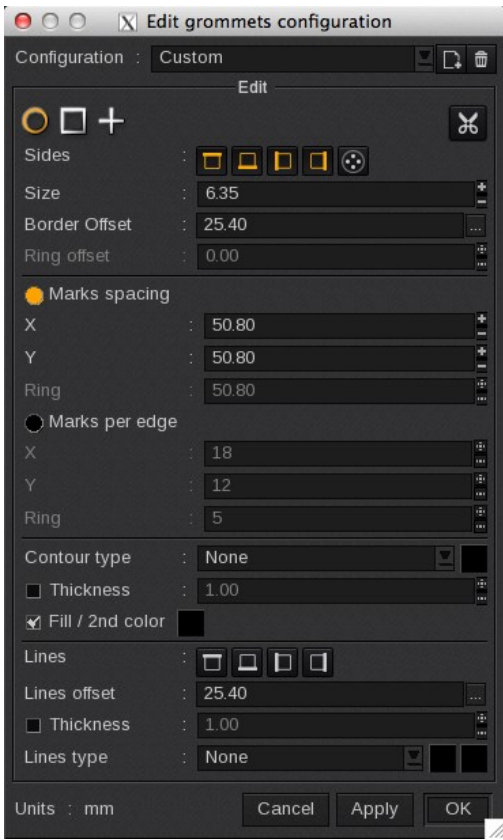 Edit grommets configuration
Configuration : Custom
Edit
Sides :
Size : 6.35
Border Offset : 25.40 ...
Ring offset : 0.00
Marks spacing
X : 50.80
Y : 50.80
Ring : 50.80
Marks per edge
X : 18
Y : 12
Ring : 5
Contour type : None
Thickness : 1.00
Fill / 2nd color
Lines :
Lines offset : 25.40 ...
Thickness : 1.00
Lines type : None
Units : mm Cancel Apply OK